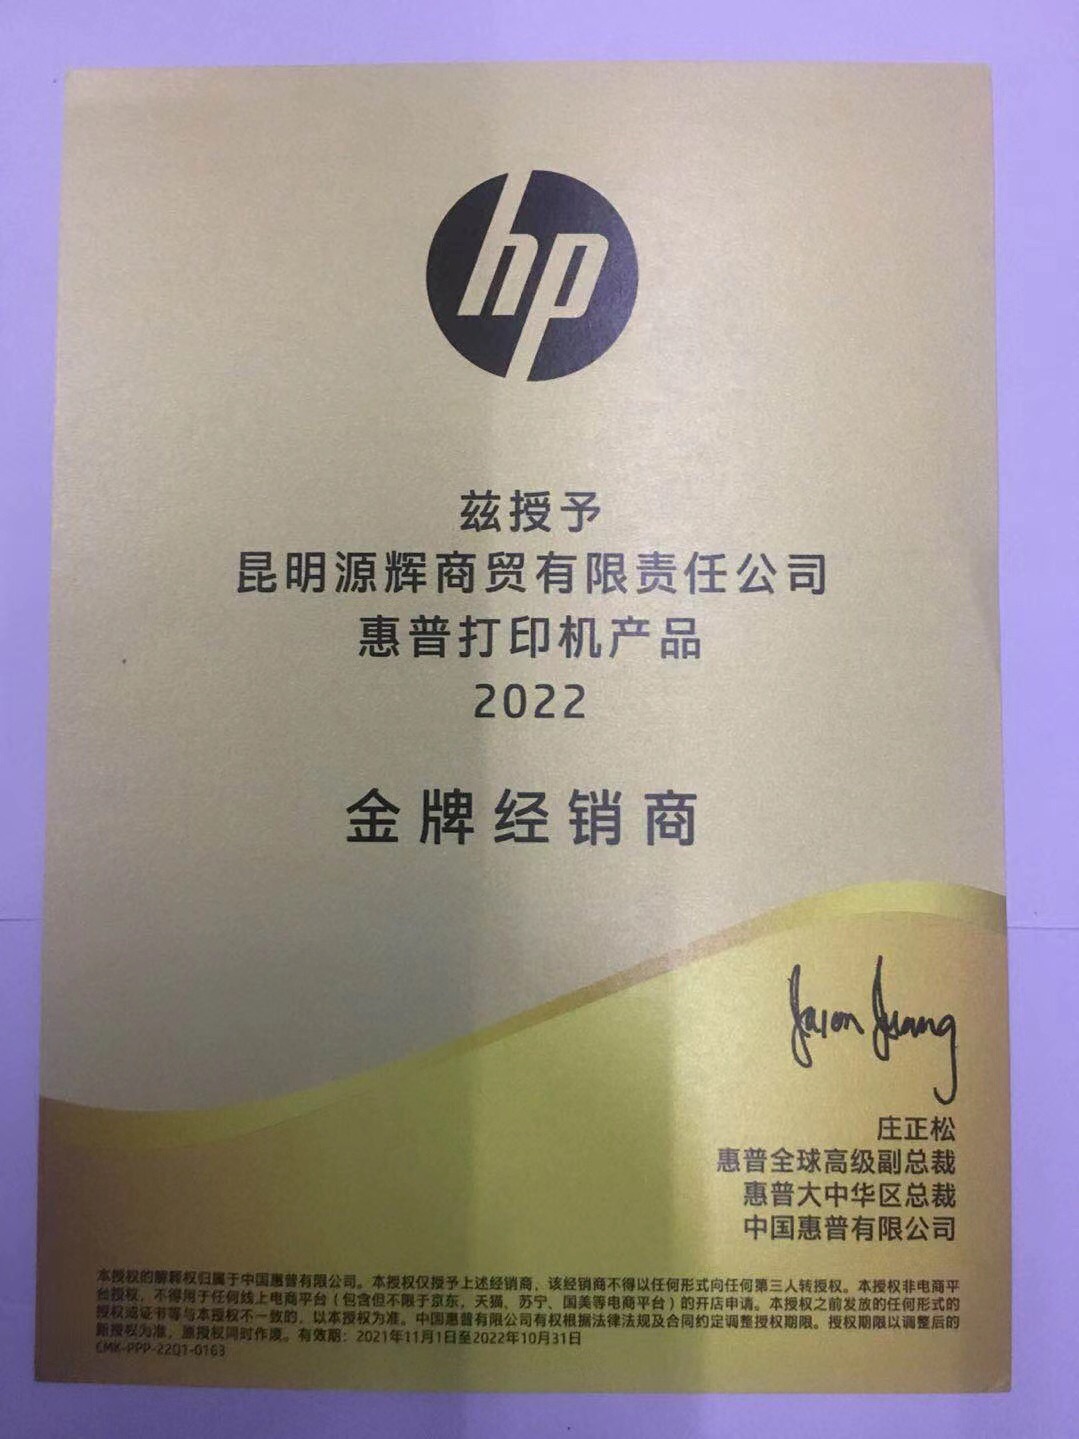 hp
兹授予
昆明源辉商贸有限责任公司
惠普打印机产品
2022
金牌经销商
Jason Juang
庄正松
惠普全球高级副总裁
惠普大中华区总裁
中国惠普有限公司
本授权的解释权归属于中国惠普有限公司。本授权仅授予上述经销商，该经销商不得以任何形式向任何第三人转授权。本授权非电商平
台授权，不得用于任何线上电商平台（包含但不限于京东，天猫、苏宁、国美等电商平台）的开店申请。本授权之前发放的任何形式的
授权或证书等与本授权不一致的，以本授权为准。中国惠普有限公司有权根据法律法规及合同约定调整授权期限。授权期限以调整后的
新授权为准，原授权同时作废。有效期：2021年11月1日至2022年10月31日
CMK-PPP-22Q1-0163